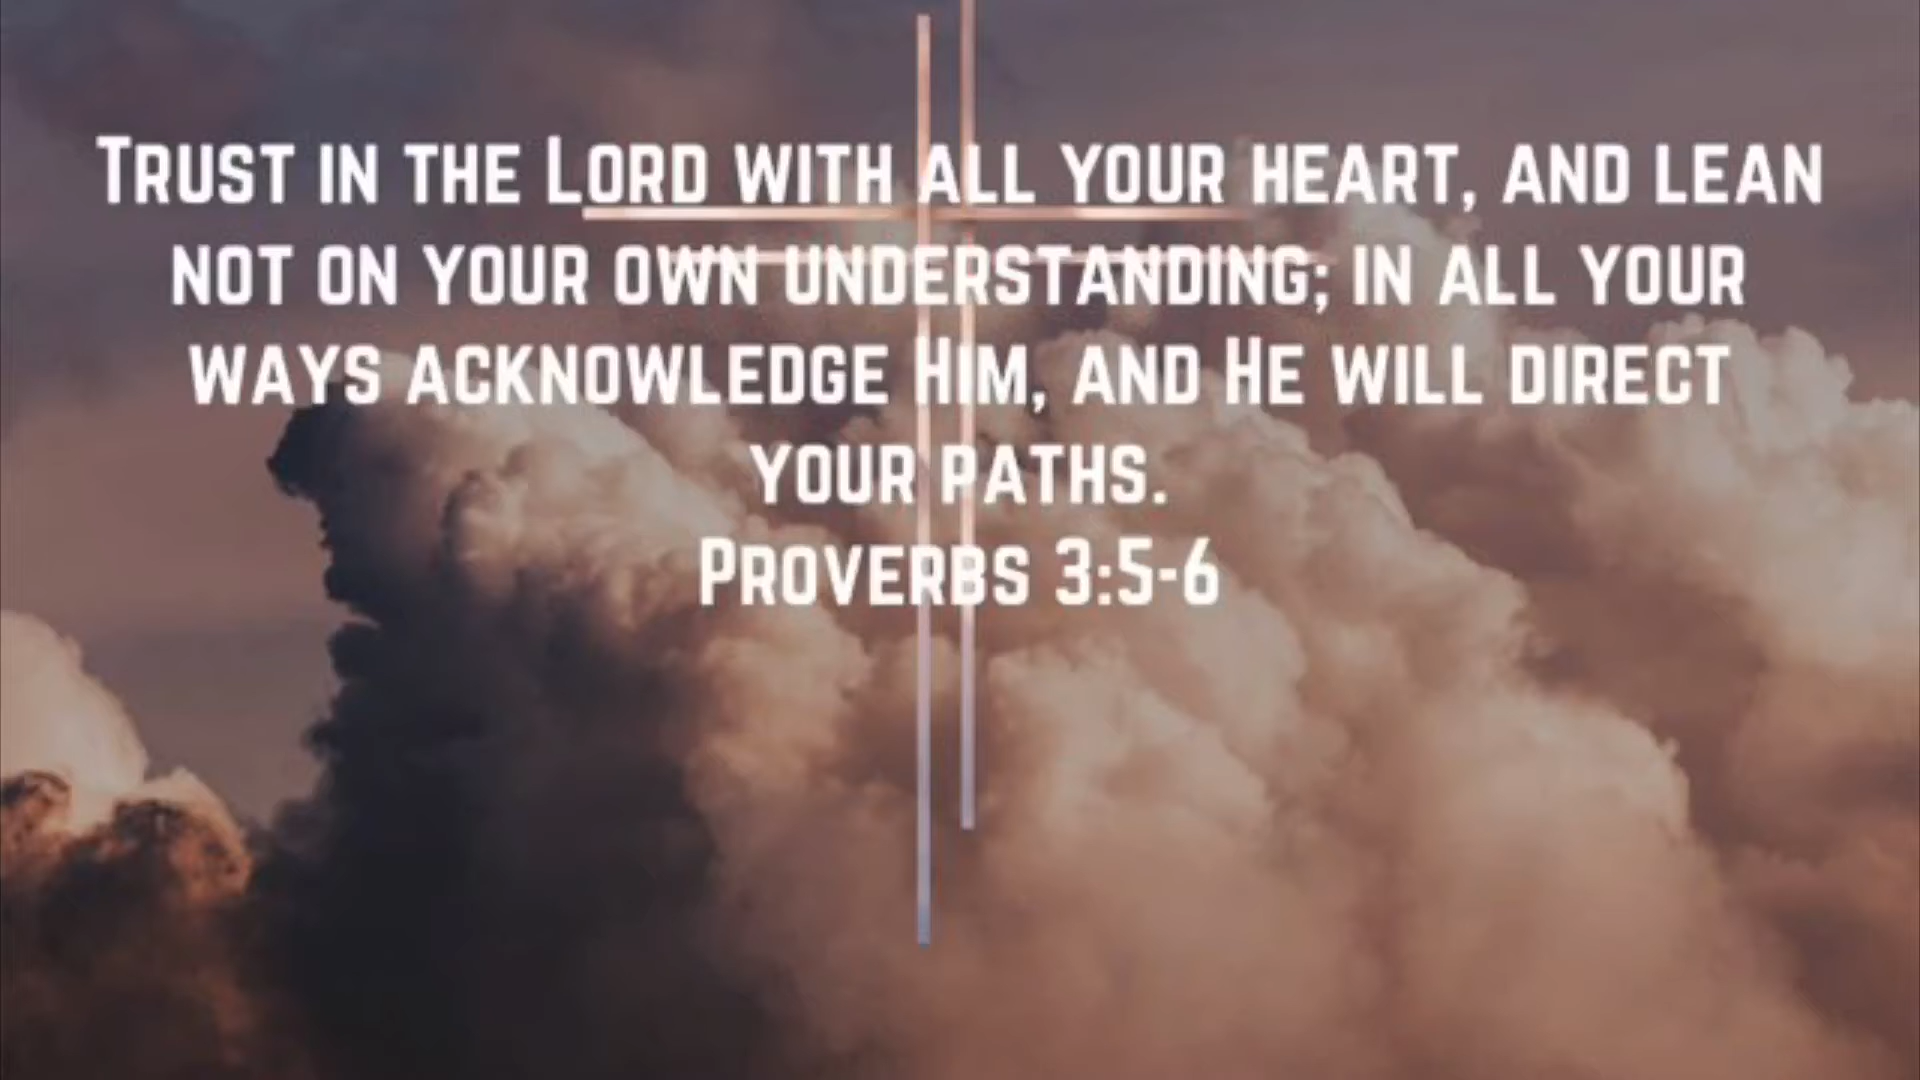 Trust in the Lord with all your heart, and lean
not on your own understanding; in all your
ways acknowledge Him, and He will direct
your paths.
Proverbs 3:5-6